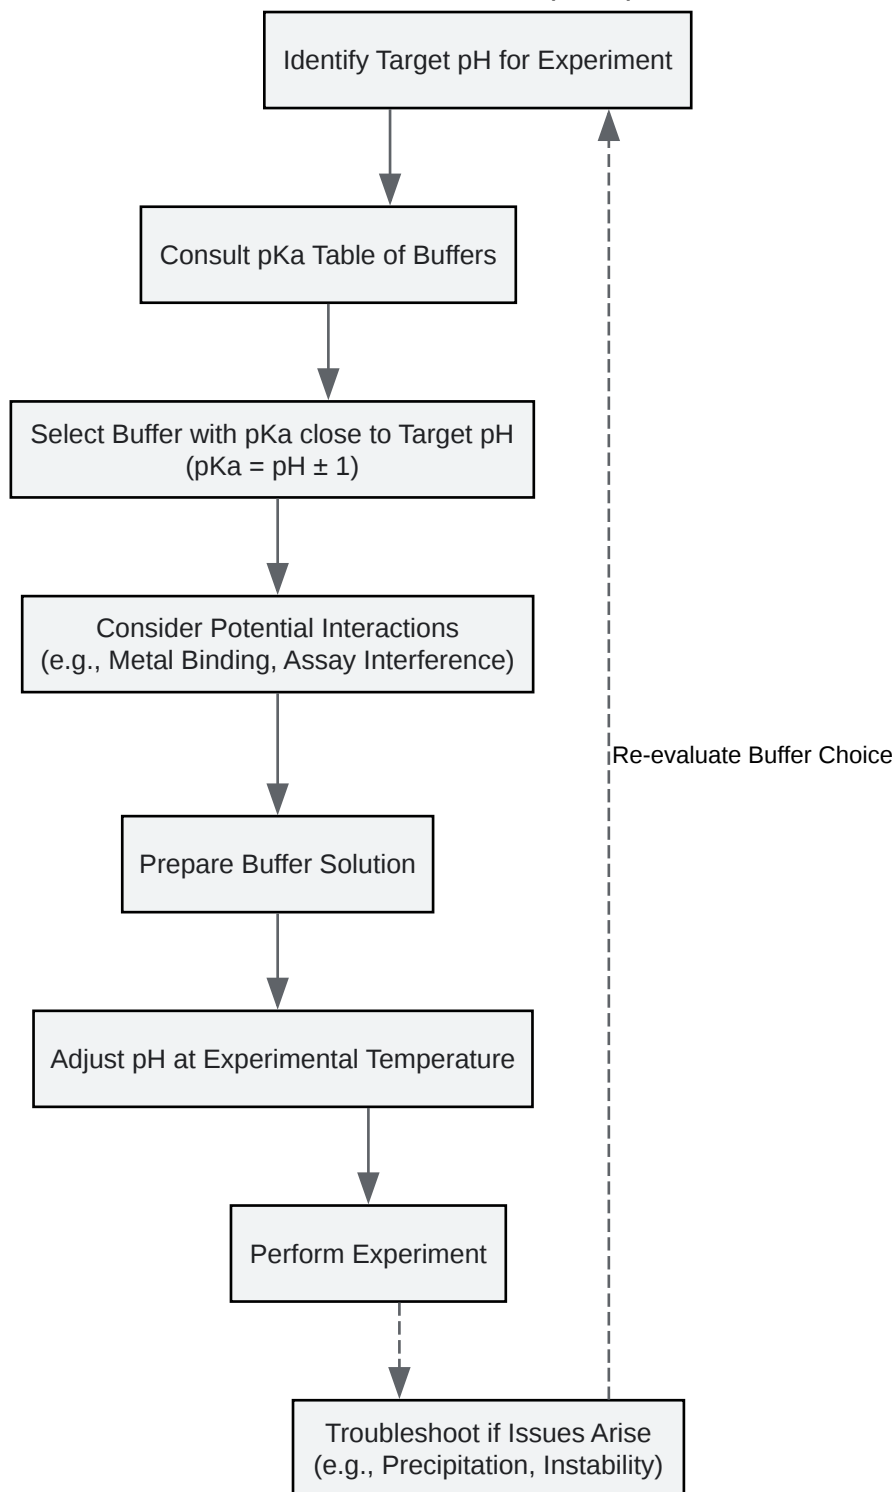 Identify Target pH for Experiment
Consult pKa Table of Buffers
Select Buffer with pKa close to Target pH
(pKa = pH ± 1)
Consider Potential Interactions
(e.g., Metal Binding, Assay Interference)
Re-evaluate Buffer Choice
Prepare Buffer Solution
Adjust pH at Experimental Temperature
Perform Experiment
Troubleshoot if Issues Arise
(e.g., Precipitation, Instability)